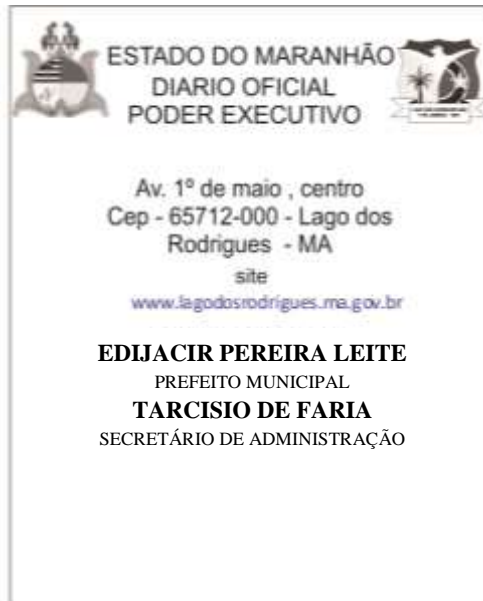 ESTADO DO MARANHÃO
DIARIO OFICIAL
PODER EXECUTIVO
Av. 1º de maio , centro
Cep - 65712-000 - Lago dos
Rodrigues - MA
site
www.lagodosrodrigues.ma.gov.br
EDIJACIR PEREIRA LEITE
PREFEITO MUNICIPAL
TARCISIO DE FARIA
SECRETÁRIO DE ADMINISTRAÇÃO